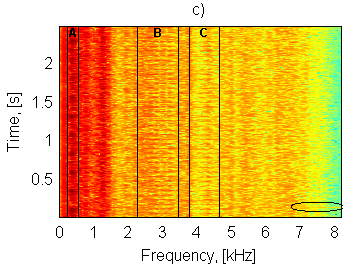 c)
A B C
2
1.5
1
0.5
0 1 2 3 4 5 6 7 8
Time, [s]
Frequency, [kHz]